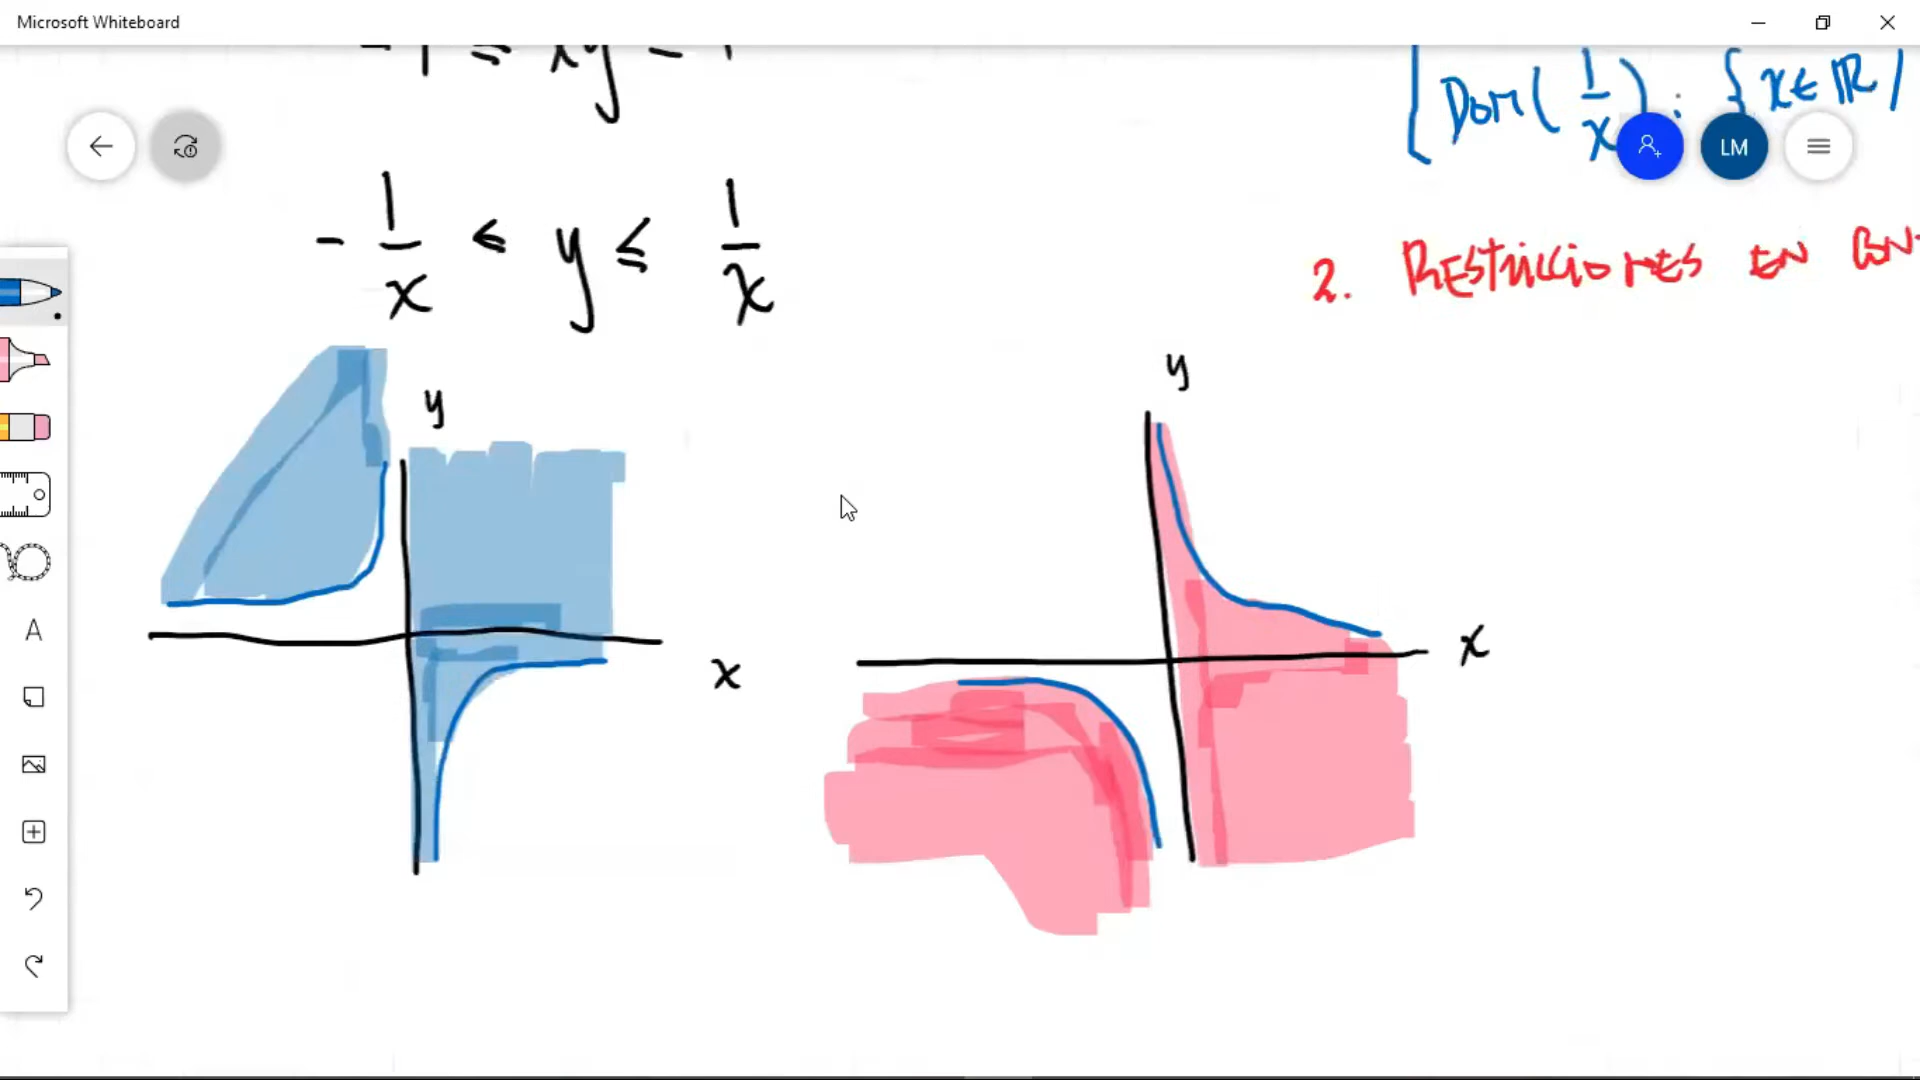 Microsoft Whiteboard
[ Dom( 1/x ) : { x ∈ ℝ /
LM
- 1/x ≤ y ≤ 1/x
2. Restricciones en
y
y
x
x
A